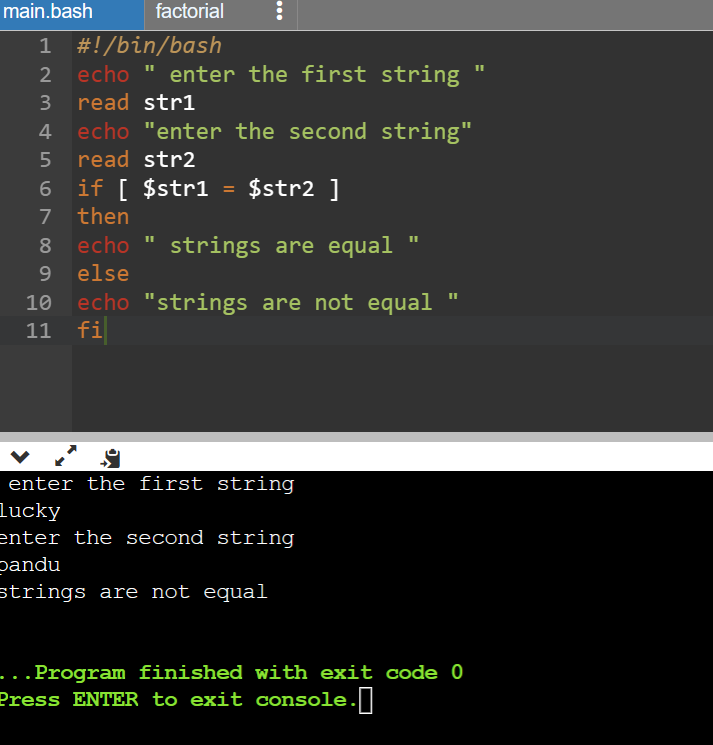 main.bash factorial
1 #!/bin/bash
2 echo " enter the first string "
3 read str1
4 echo "enter the second string"
5 read str2
6 if [ $str1 = $str2 ]
7 then
8 echo " strings are equal "
9 else
10 echo "strings are not equal "
11 fi
enter the first string
lucky
enter the second string
pandu
strings are not equal
...Program finished with exit code 0
Press ENTER to exit console.